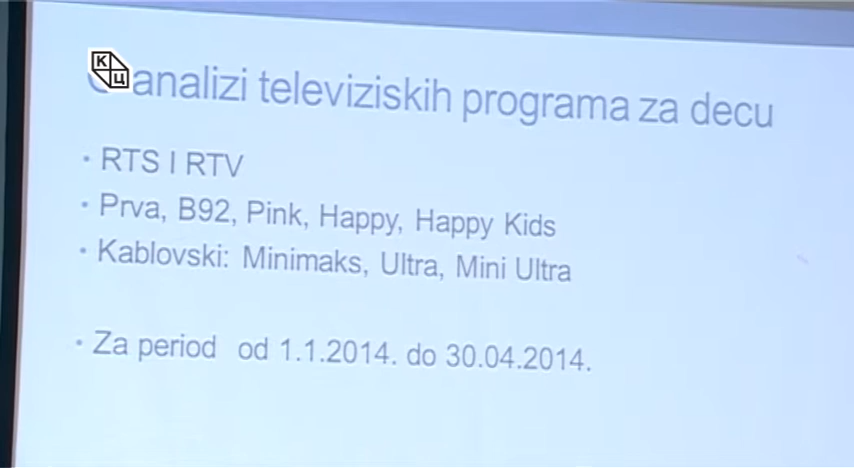 К
Ц
analizi televiziskih programa za decu
• RTS I RTV
• Prva, B92, Pink, Happy, Happy Kids
• Kablovski: Minimaks, Ultra, Mini Ultra
• Za period od 1.1.2014. do 30.04.2014.